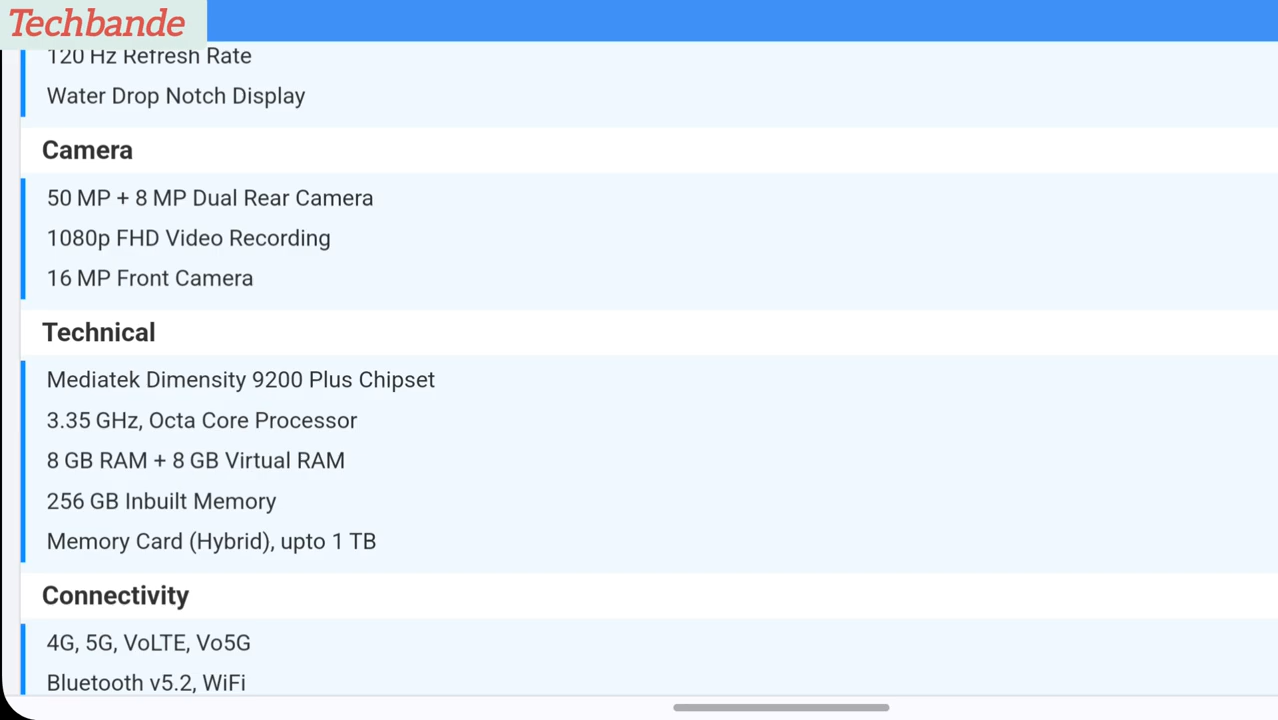 Techbande
120 Hz Refresh Rate
Water Drop Notch Display
Camera
50 MP + 8 MP Dual Rear Camera
1080p FHD Video Recording
16 MP Front Camera
Technical
Mediatek Dimensity 9200 Plus Chipset
3.35 GHz, Octa Core Processor
8 GB RAM + 8 GB Virtual RAM
256 GB Inbuilt Memory
Memory Card (Hybrid), upto 1 TB
Connectivity
4G, 5G, VoLTE, Vo5G
Bluetooth v5.2, WiFi